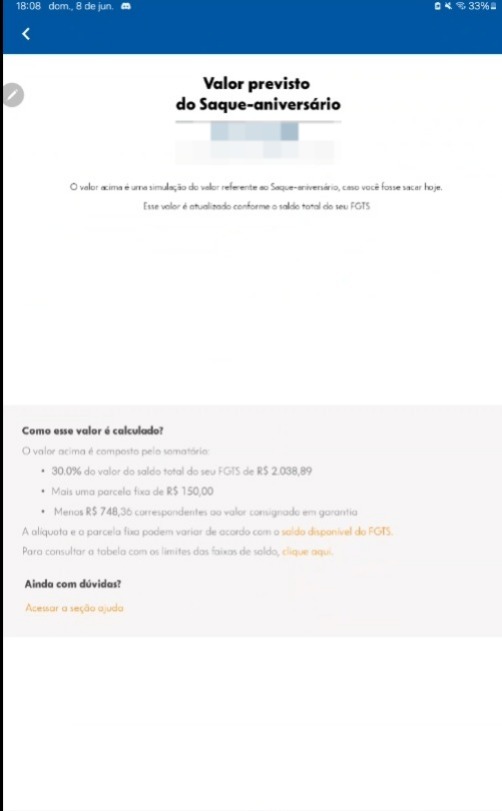 18:08 dom., 8 de jun.
33%
Valor previsto
do Saque-aniversário
O valor acima é uma simulação do valor referente ao Saque-aniversário, caso você fosse sacar hoje.
Esse valor é atualizado conforme o saldo total do seu FGTS
Como esse valor é calculado?
O valor acima é composto pelo somatório:
• 30.0% do valor do saldo total do seu FGTS de R$ 2.038,89
• Mais uma parcela fixa de R$ 150,00
• Menos R$ 748,36 correspondentes ao valor consignado em garantia
A alíquota e a parcela fixa podem variar de acordo com o saldo disponível do FGTS.
Para consultar a tabela com os limites das faixas de saldo, clique aqui.
Ainda com dúvidas?
Acessar a seção ajuda